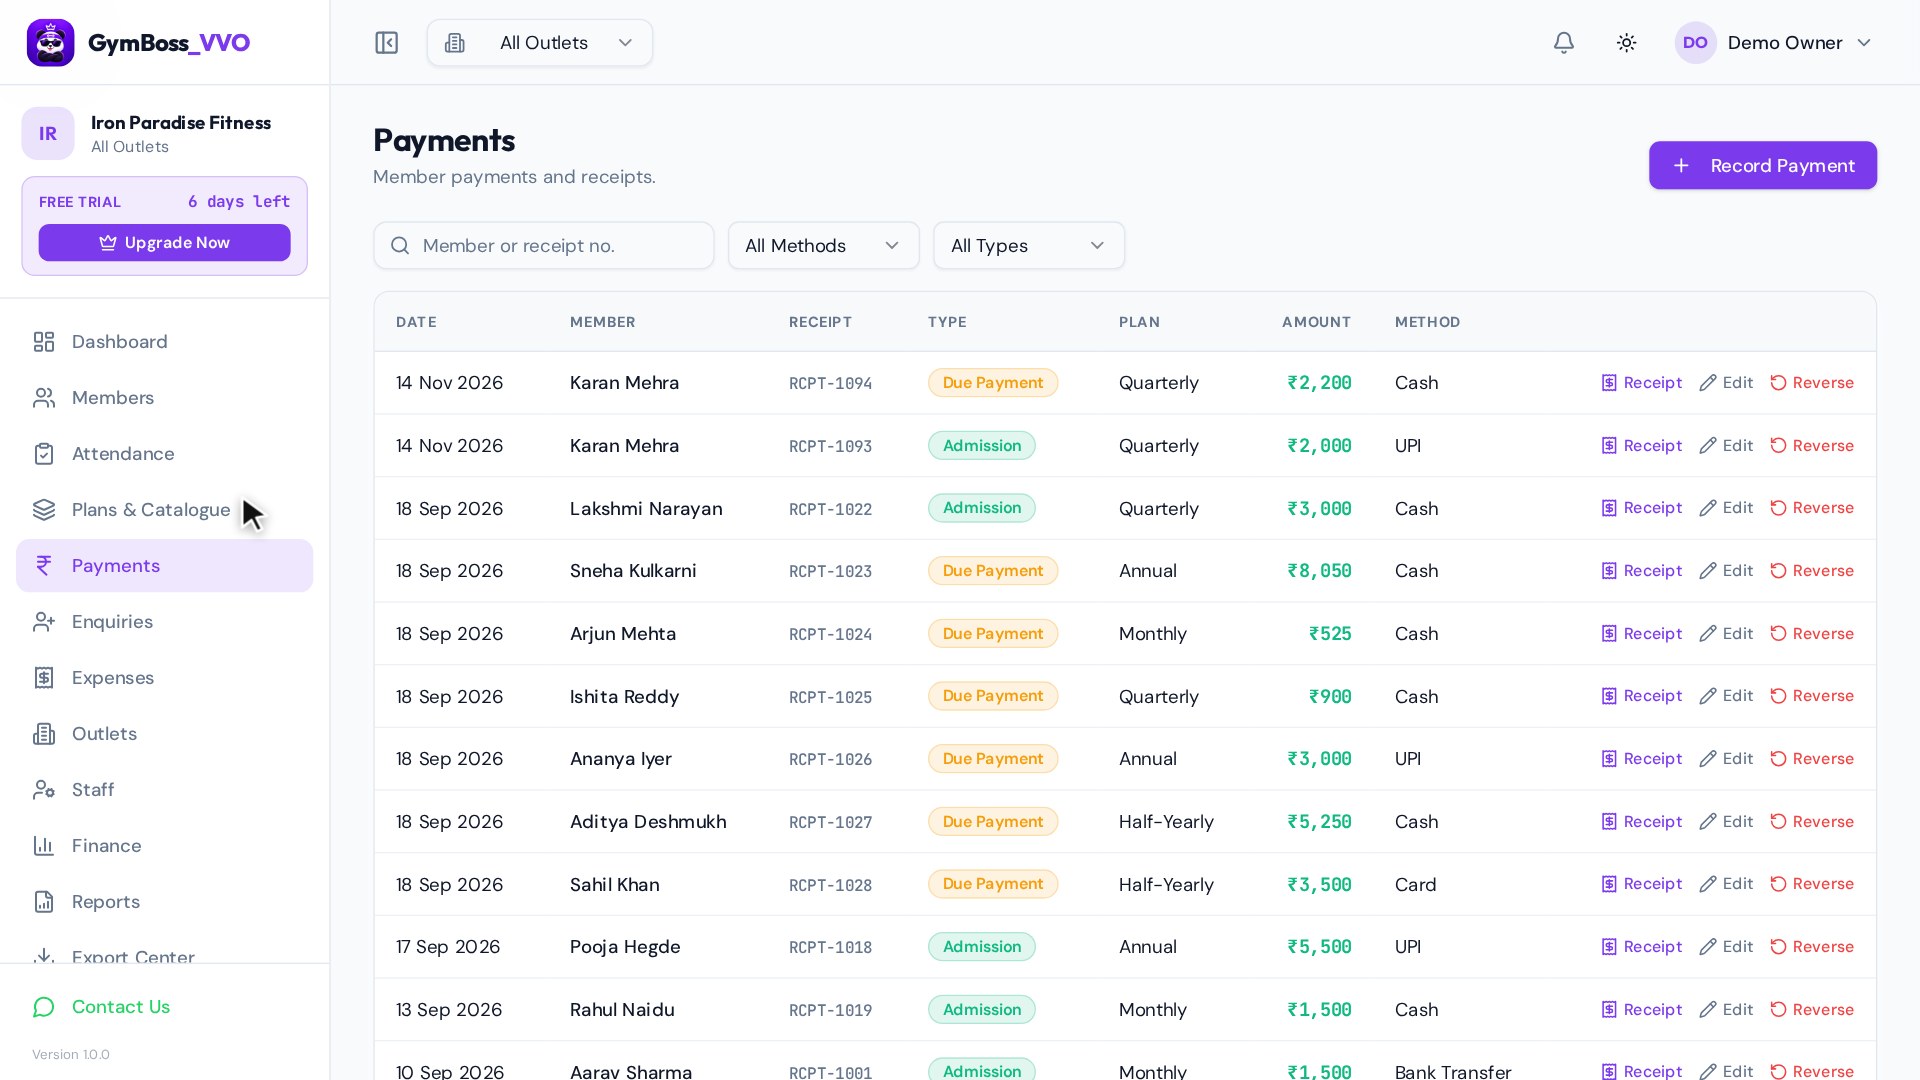 GymBoss_VVO
All Outlets
DO Demo Owner
IR
Iron Paradise Fitness
All Outlets
FREE TRIAL 6 days left
Upgrade Now
Dashboard
Members
Attendance
Plans & Catalogue
Payments
Enquiries
Expenses
Outlets
Staff
Finance
Reports
Export Center
Contact Us
Version 1.0.0
Payments
Member payments and receipts.
Record Payment
Member or receipt no. All Methods All Types
DATE MEMBER RECEIPT TYPE PLAN AMOUNT METHOD
14 Nov 2026 Karan Mehra RCPT-1094 Due Payment Quarterly ₹2,200 Cash Receipt Edit Reverse
14 Nov 2026 Karan Mehra RCPT-1093 Admission Quarterly ₹2,000 UPI Receipt Edit Reverse
18 Sep 2026 Lakshmi Narayan RCPT-1022 Admission Quarterly ₹3,000 Cash Receipt Edit Reverse
18 Sep 2026 Sneha Kulkarni RCPT-1023 Due Payment Annual ₹8,050 Cash Receipt Edit Reverse
18 Sep 2026 Arjun Mehta RCPT-1024 Due Payment Monthly ₹525 Cash Receipt Edit Reverse
18 Sep 2026 Ishita Reddy RCPT-1025 Due Payment Quarterly ₹900 Cash Receipt Edit Reverse
18 Sep 2026 Ananya Iyer RCPT-1026 Due Payment Annual ₹3,000 UPI Receipt Edit Reverse
18 Sep 2026 Aditya Deshmukh RCPT-1027 Due Payment Half-Yearly ₹5,250 Cash Receipt Edit Reverse
18 Sep 2026 Sahil Khan RCPT-1028 Due Payment Half-Yearly ₹3,500 Card Receipt Edit Reverse
17 Sep 2026 Pooja Hegde RCPT-1018 Admission Annual ₹5,500 UPI Receipt Edit Reverse
13 Sep 2026 Rahul Naidu RCPT-1019 Admission Monthly ₹1,500 Cash Receipt Edit Reverse
10 Sep 2026 Aarav Sharma RCPT-1001 Admission Monthly ₹1,500 Bank Transfer Receipt Edit Reverse